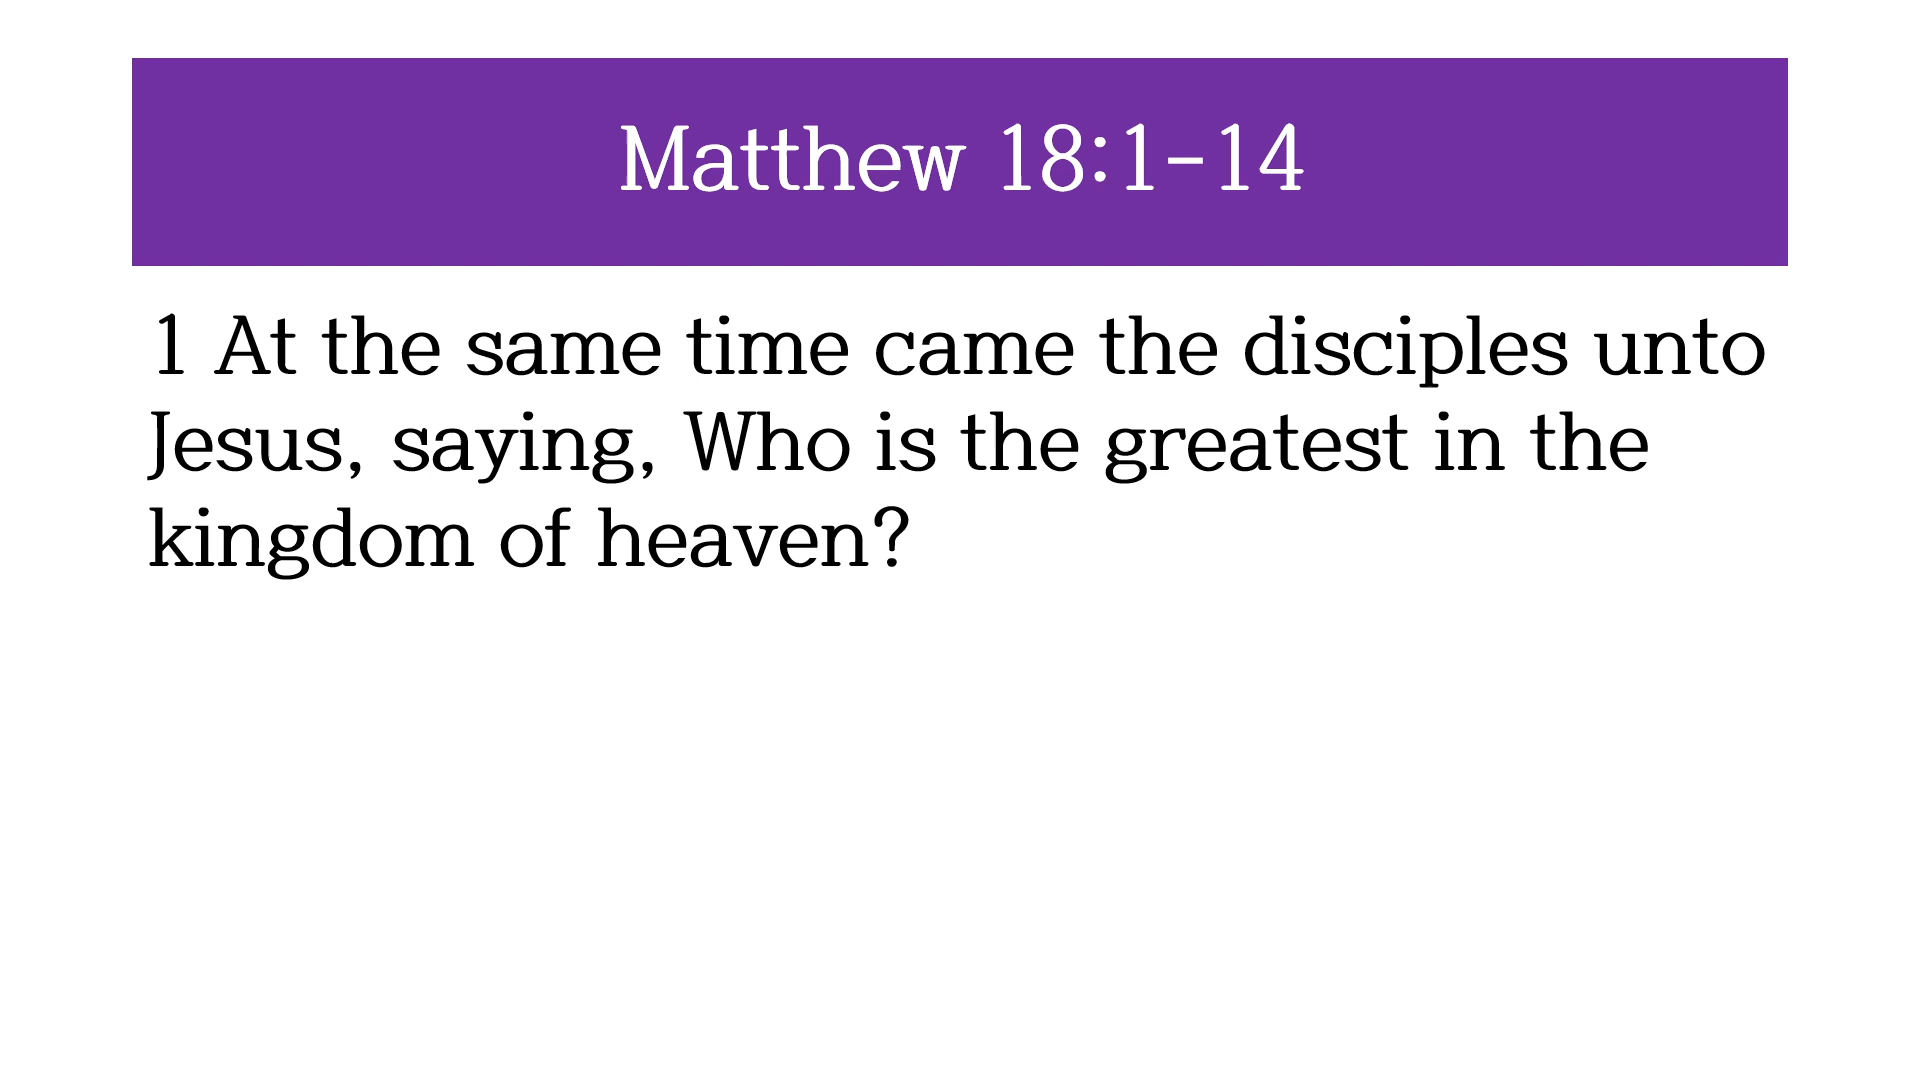 Matthew 18:1-14
1 At the same time came the disciples unto
Jesus, saying, Who is the greatest in the
kingdom of heaven?